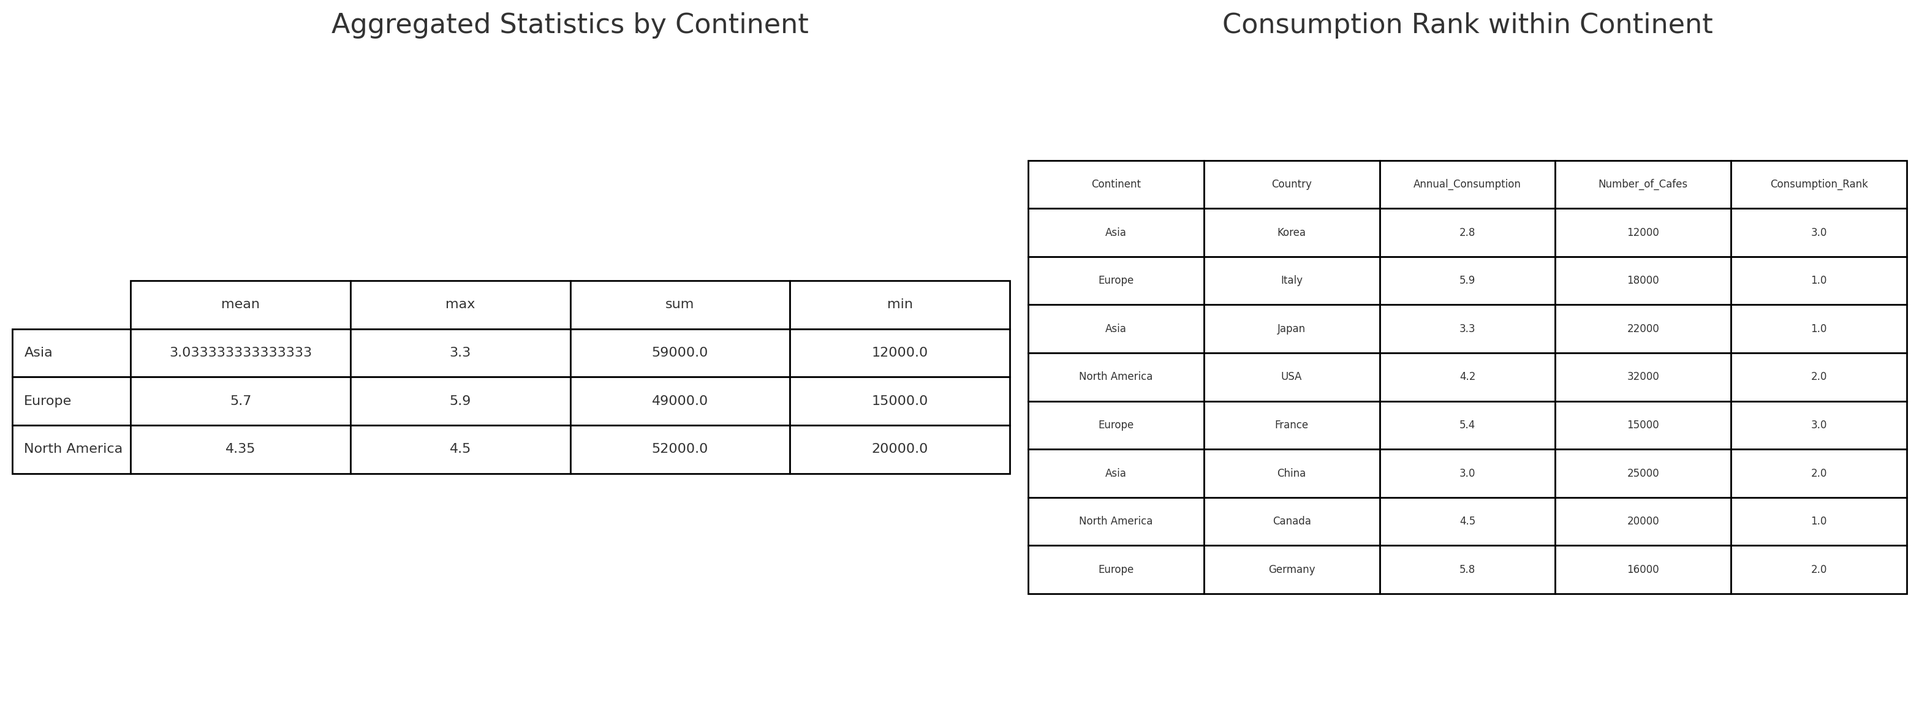 Aggregated Statistics by Continent
mean max sum min
Asia 3.033333333333333 3.3 59000.0 12000.0
Europe 5.7 5.9 49000.0 15000.0
North America 4.35 4.5 52000.0 20000.0
Consumption Rank within Continent
Continent Country Annual_Consumption Number_of_Cafes Consumption_Rank
Asia Korea 2.8 12000 3.0
Europe Italy 5.9 18000 1.0
Asia Japan 3.3 22000 1.0
North America USA 4.2 32000 2.0
Europe France 5.4 15000 3.0
Asia China 3.0 25000 2.0
North America Canada 4.5 20000 1.0
Europe Germany 5.8 16000 2.0